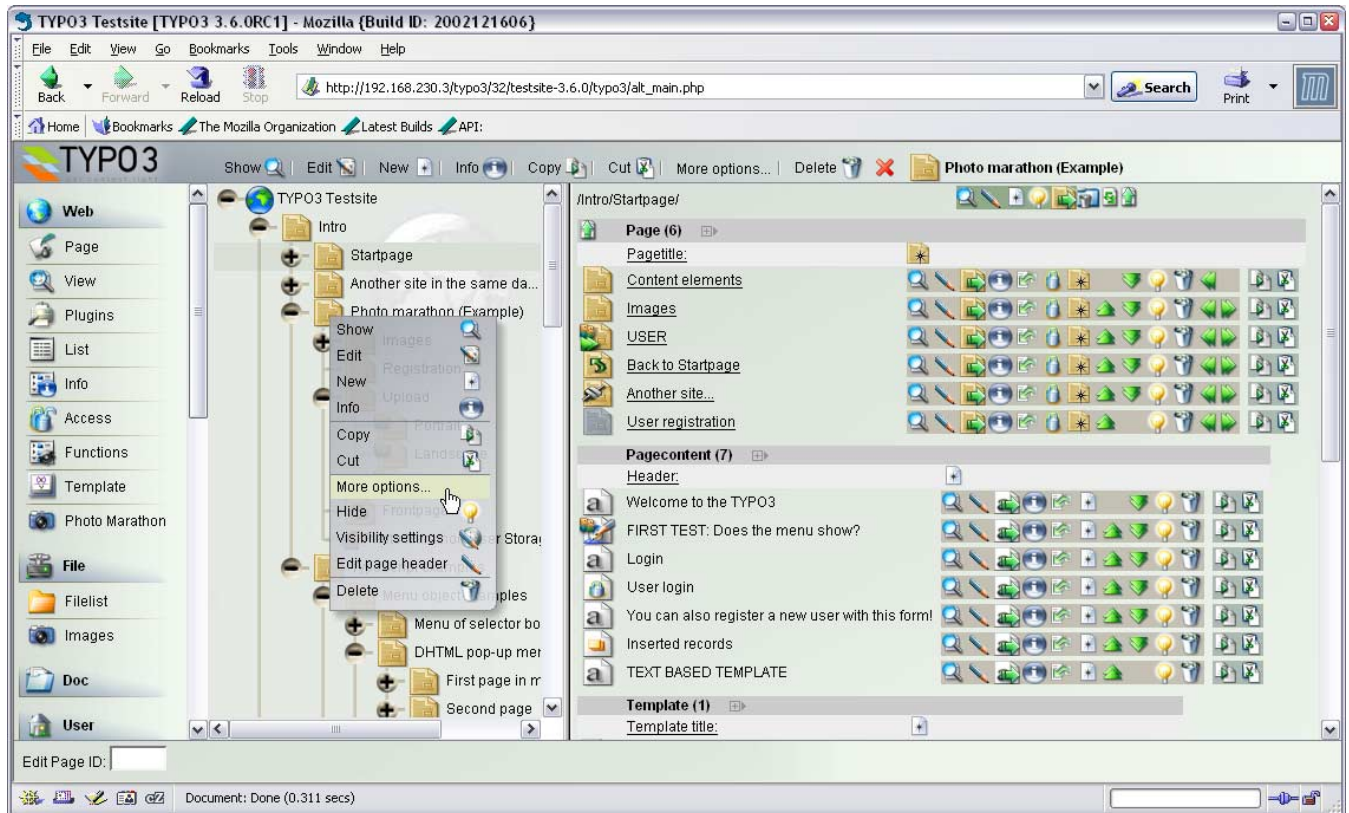 TYPO3 Testsite [TYPO3 3.6.0RC1] - Mozilla {Build ID: 2002121606}
File Edit View Go Bookmarks Tools Window Help
Back Forward Reload Stop http://192.168.230.3/typo3/32/testsite-3.6.0/typo3/alt_main.php Search Print
Home Bookmarks The Mozilla Organization Latest Builds API:
TYPO3 Show Edit New Info Copy Cut More options... Delete Photo marathon (Example)
Web
Page
View
Plugins
List
Info
Access
Functions
Template
Photo Marathon
File
Filelist
Images
Doc
User
TYPO3 Testsite
Intro
Startpage
Another site in the same da...
Photo marathon (Example)
Images
Registration
Upload
Show
Edit
New
Info
Copy
Cut
More options...
Hide
Visibility settings
Edit page header
Delete
Menu object
Menu of selector bo
DHTML pop-up mer
First page in m
Second page
/Intro/Startpage/
Page (6)
Pagetitle:
Content elements
Images
USER
Back to Startpage
Another site...
User registration
Pagecontent (7)
Header:
Welcome to the TYPO3
FIRST TEST: Does the menu show?
Login
User login
You can also register a new user with this form!
Inserted records
TEXT BASED TEMPLATE
Template (1)
Template title:
Edit Page ID:
Document: Done (0.311 secs)